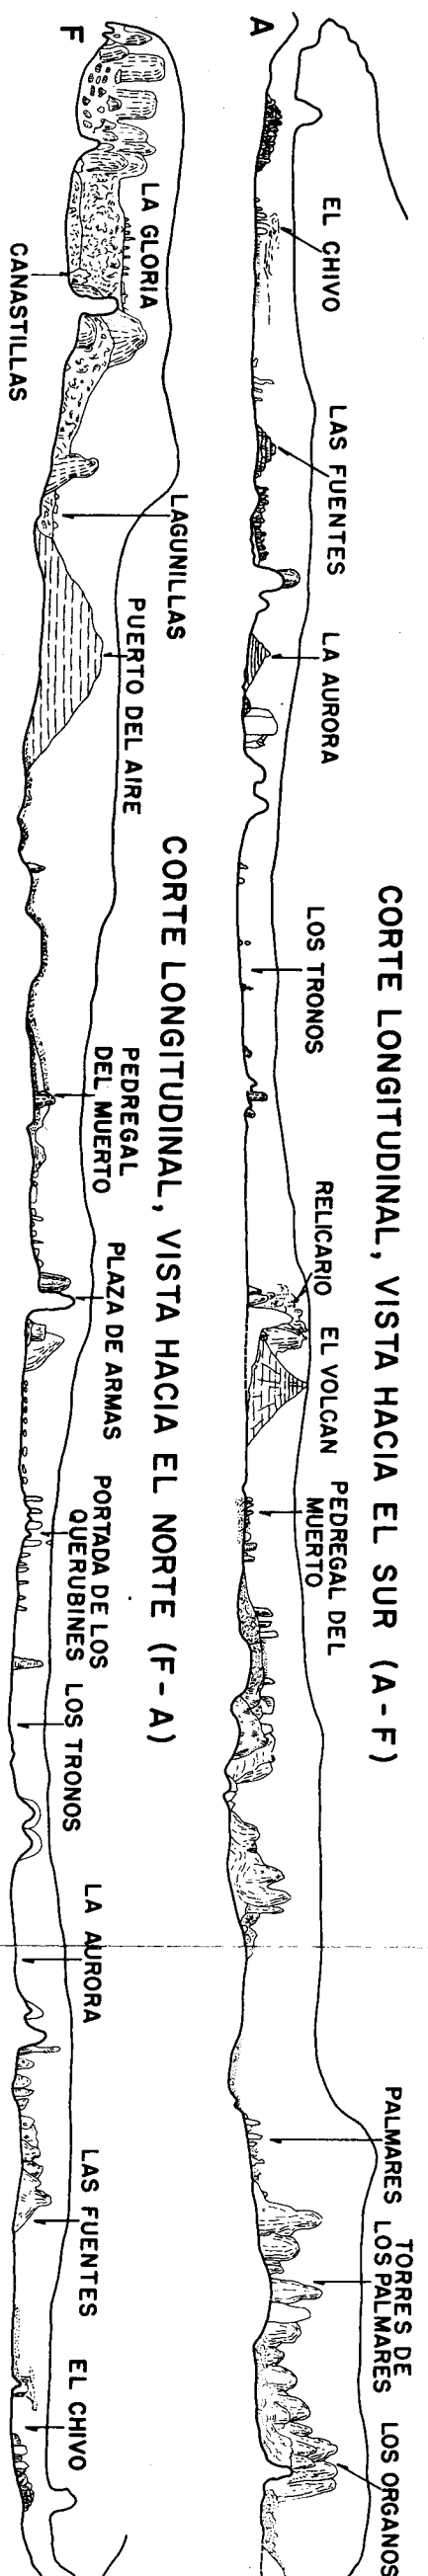 CORTE LONGITUDINAL, VISTA HACIA EL SUR (A - F)
A
EL CHIVO
LAS FUENTES
LA AURORA
LOS TRONOS
RELICARIO
EL VOLCAN
PEDREGAL DEL
MUERTO
PALMARES
TORRES DE
LOS PALMARES
LOS ORGANOS
CORTE LONGITUDINAL, VISTA HACIA EL NORTE (F - A)
F
LA GLORIA
CANASTILLAS
LAGUNILLAS
PUERTO DEL AIRE
PEDREGAL
DEL MUERTO
PLAZA DE ARMAS
PORTADA DE LOS
QUERUBINES
LOS TRONOS
LA AURORA
LAS FUENTES
EL CHIVO